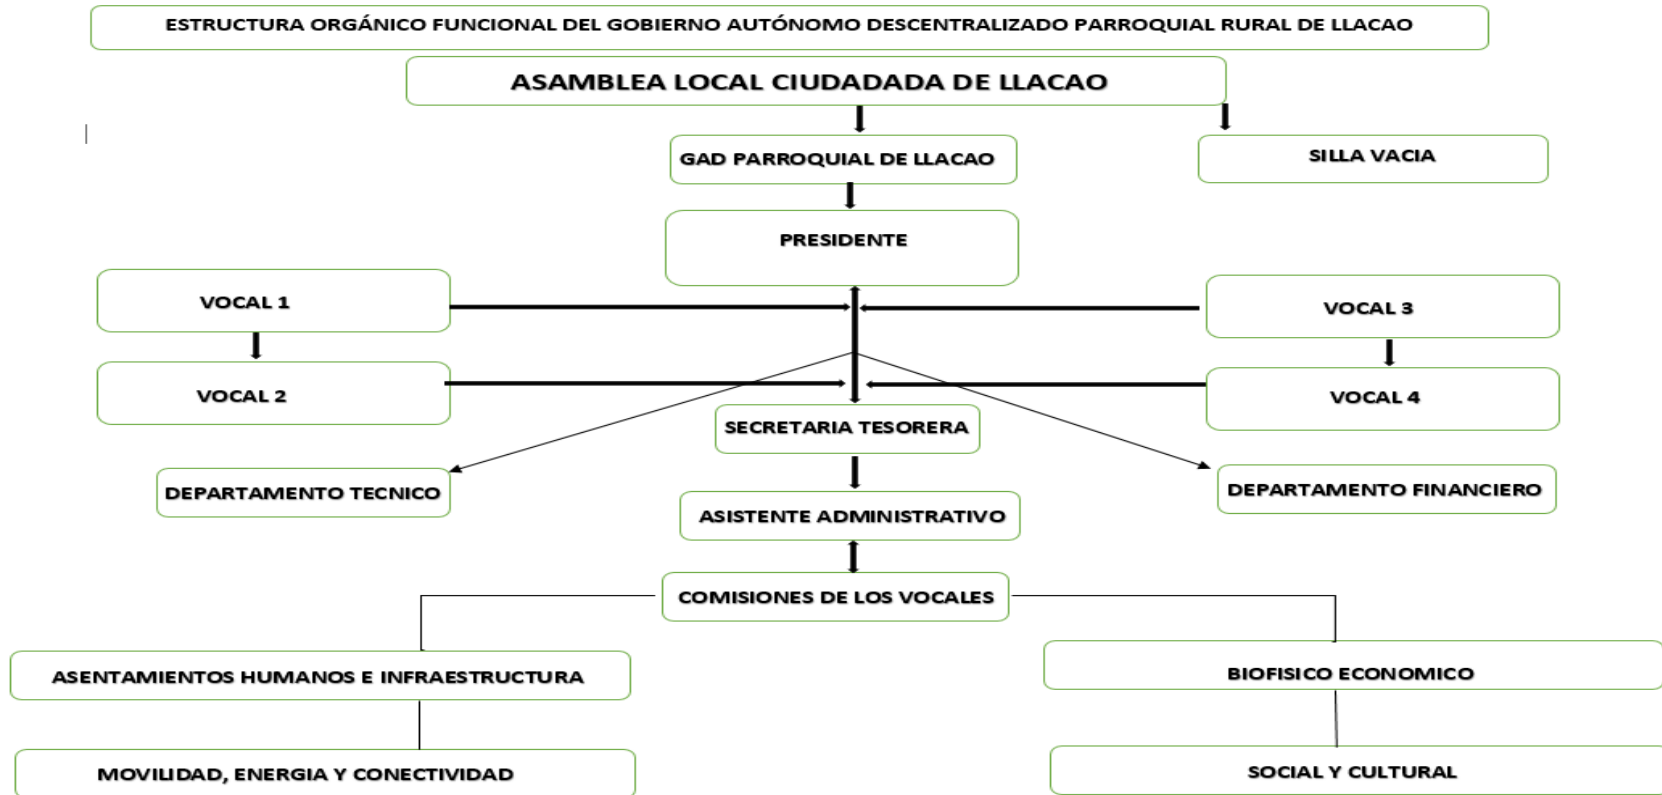 ESTRUCTURA ORGÁNICO FUNCIONAL DEL GOBIERNO AUTÓNOMO DESCENTRALIZADO PARROQUIAL RURAL DE LLACAO
ASAMBLEA LOCAL CIUDADADA DE LLACAO
GAD PARROQUIAL DE LLACAO
SILLA VACIA
PRESIDENTE
VOCAL 1
VOCAL 3
VOCAL 2
VOCAL 4
SECRETARIA TESORERA
DEPARTAMENTO TECNICO
DEPARTAMENTO FINANCIERO
ASISTENTE ADMINISTRATIVO
COMISIONES DE LOS VOCALES
ASENTAMIENTOS HUMANOS E INFRAESTRUCTURA
BIOFISICO ECONOMICO
MOVILIDAD, ENERGIA Y CONECTIVIDAD
SOCIAL Y CULTURAL